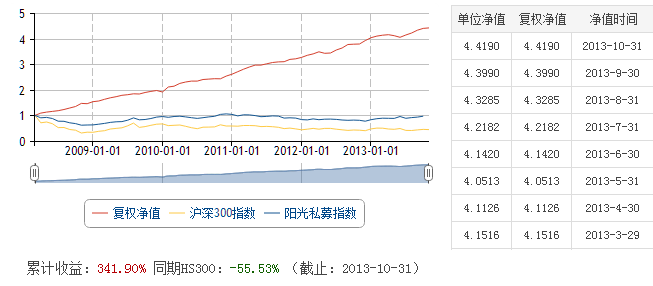 5
4
3
2
1
0
2009-01-01 2010-01-01 2011-01-01 2012-01-01 2013-01-01
复权净值 沪深300指数 阳光私募指数
单位净值 复权净值 净值时间
4.4190 4.4190 2013-10-31
4.3990 4.3990 2013-9-30
4.3285 4.3285 2013-8-31
4.2182 4.2182 2013-7-31
4.1420 4.1420 2013-6-30
4.0513 4.0513 2013-5-31
4.1126 4.1126 2013-4-30
4.1516 4.1516 2013-3-29
累计收益：341.90% 同期HS300：-55.53% （截止：2013-10-31）